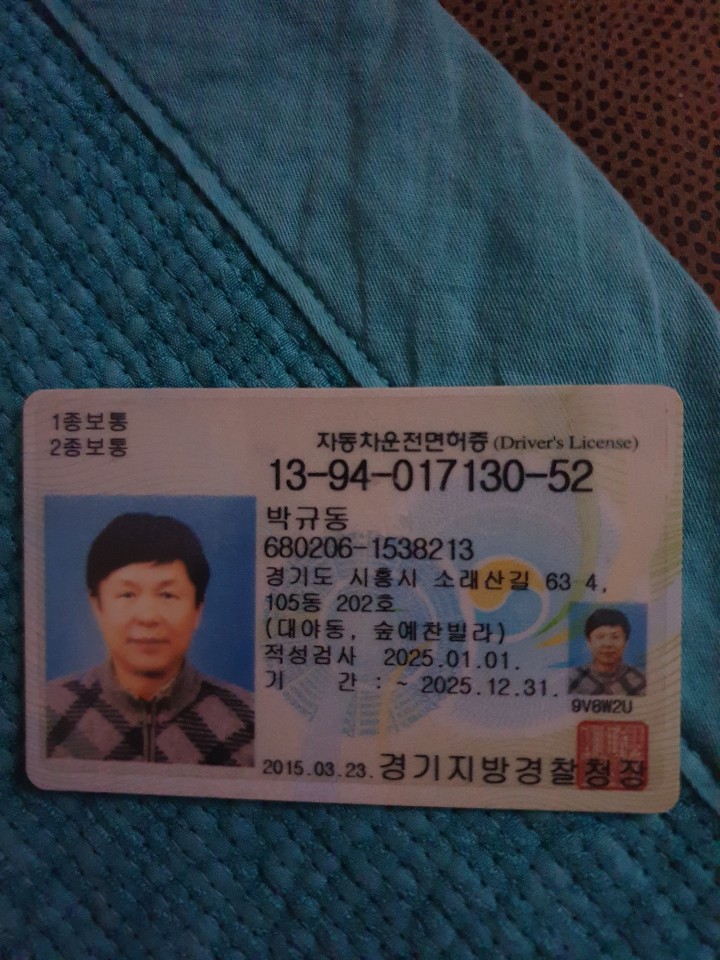 1종보통
2종보통
자동차운전면허증 (Driver's License)
13-94-017130-52
박규동
680206-1538213
경기도 시흥시 소래산길 63-4,
105동 202호
(대야동, 숲예찬빌라)
적성검사 2025.01.01.
기 간 : ~ 2025.12.31.
9V8W2U
2015.03.23. 경기지방경찰청장